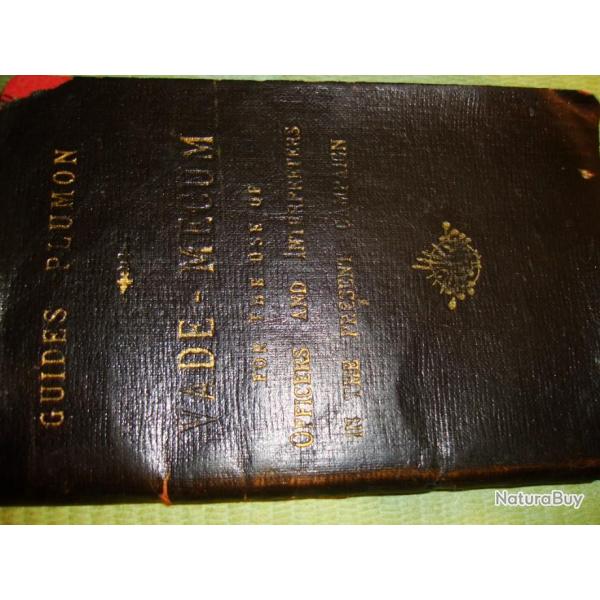 GUIDES PLUMON
VADE-MECUM
FOR THE USE OF
OFFICERS AND INTERPRETERS
IN THE PRESENT CAMPAIGN
NaturaBuy